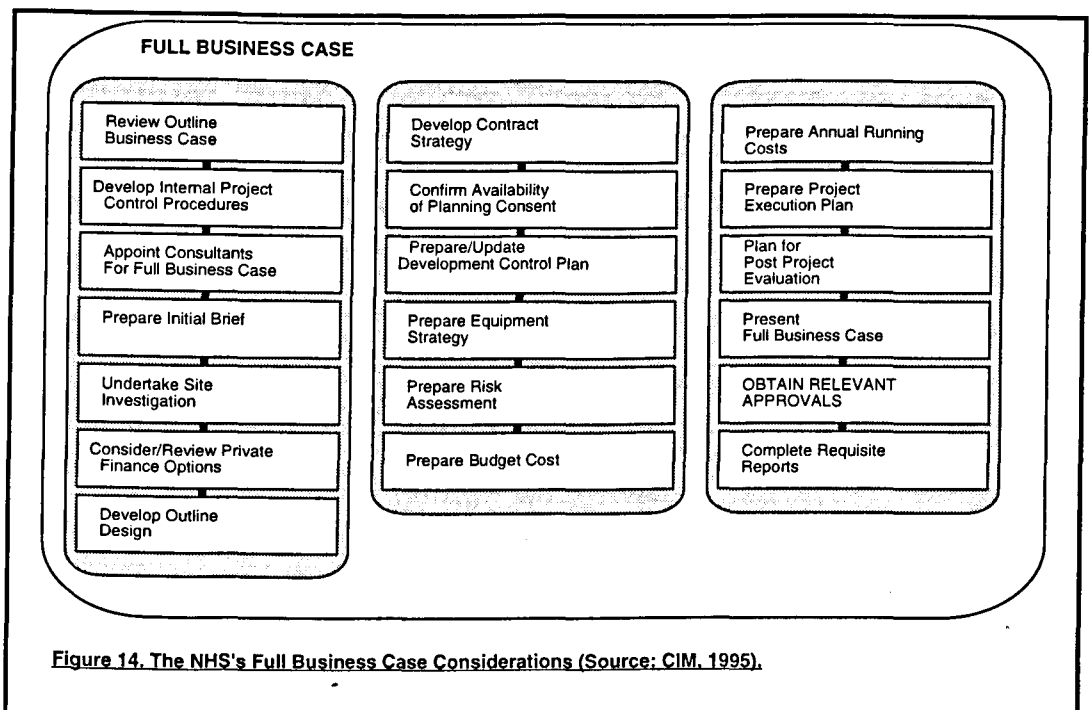 FULL BUSINESS CASE
Review Outline
Business Case
Develop Internal Project
Control Procedures
Appoint Consultants
For Full Business Case
Prepare Initial Brief
Undertake Site
Investigation
Consider/Review Private
Finance Options
Develop Outline
Design
Develop Contract
Strategy
Confirm Availability
of Planning Consent
Prepare/Update
Development Control Plan
Prepare Equipment
Strategy
Prepare Risk
Assessment
Prepare Budget Cost
Prepare Annual Running
Costs
Prepare Project
Execution Plan
Plan for
Post Project
Evaluation
Present
Full Business Case
OBTAIN RELEVANT
APPROVALS
Complete Requisite
Reports
Figure 14. The NHS's Full Business Case Considerations (Source: CIM, 1995).